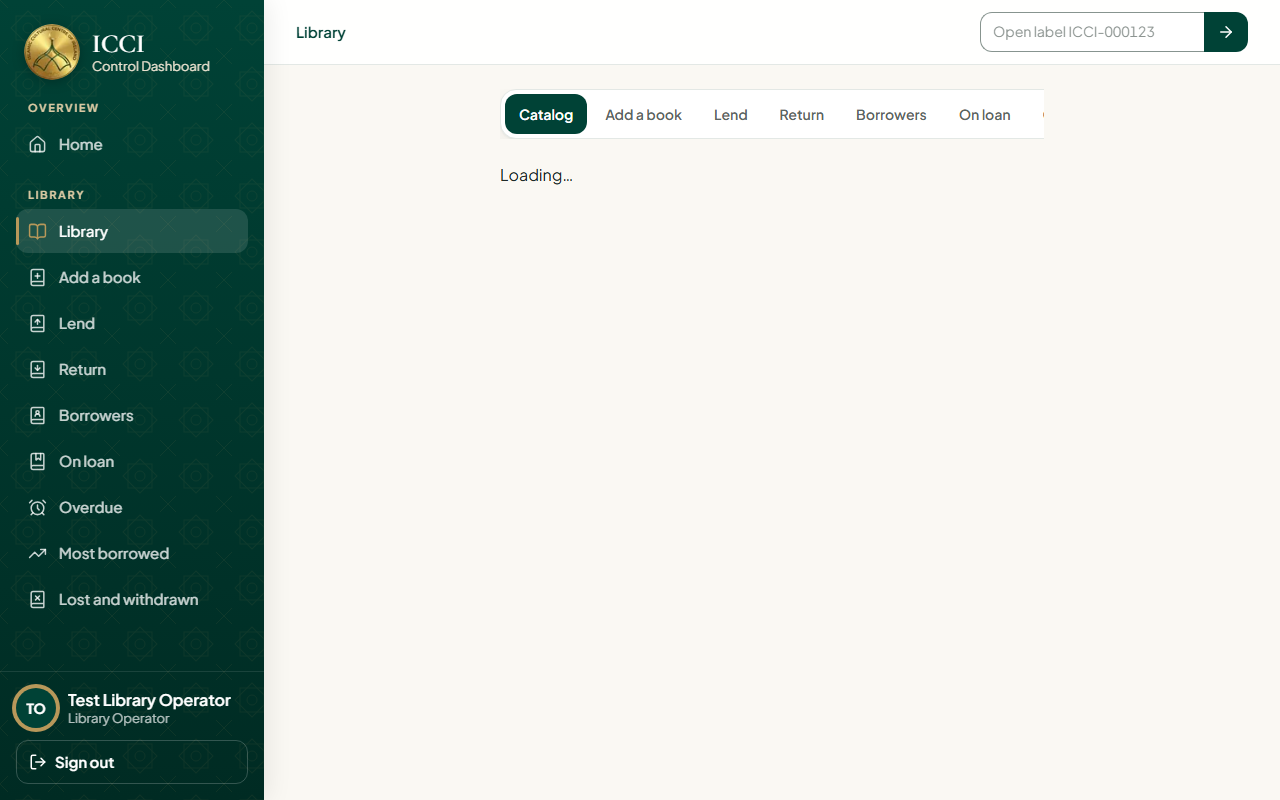 ICCI
Control Dashboard
OVERVIEW
Home
LIBRARY
Library
Add a book
Lend
Return
Borrowers
On loan
Overdue
Most borrowed
Lost and withdrawn
TO
Test Library Operator
Library Operator
Sign out
Library
Open label ICCI-000123
Catalog
Add a book
Lend
Return
Borrowers
On loan
Loading…